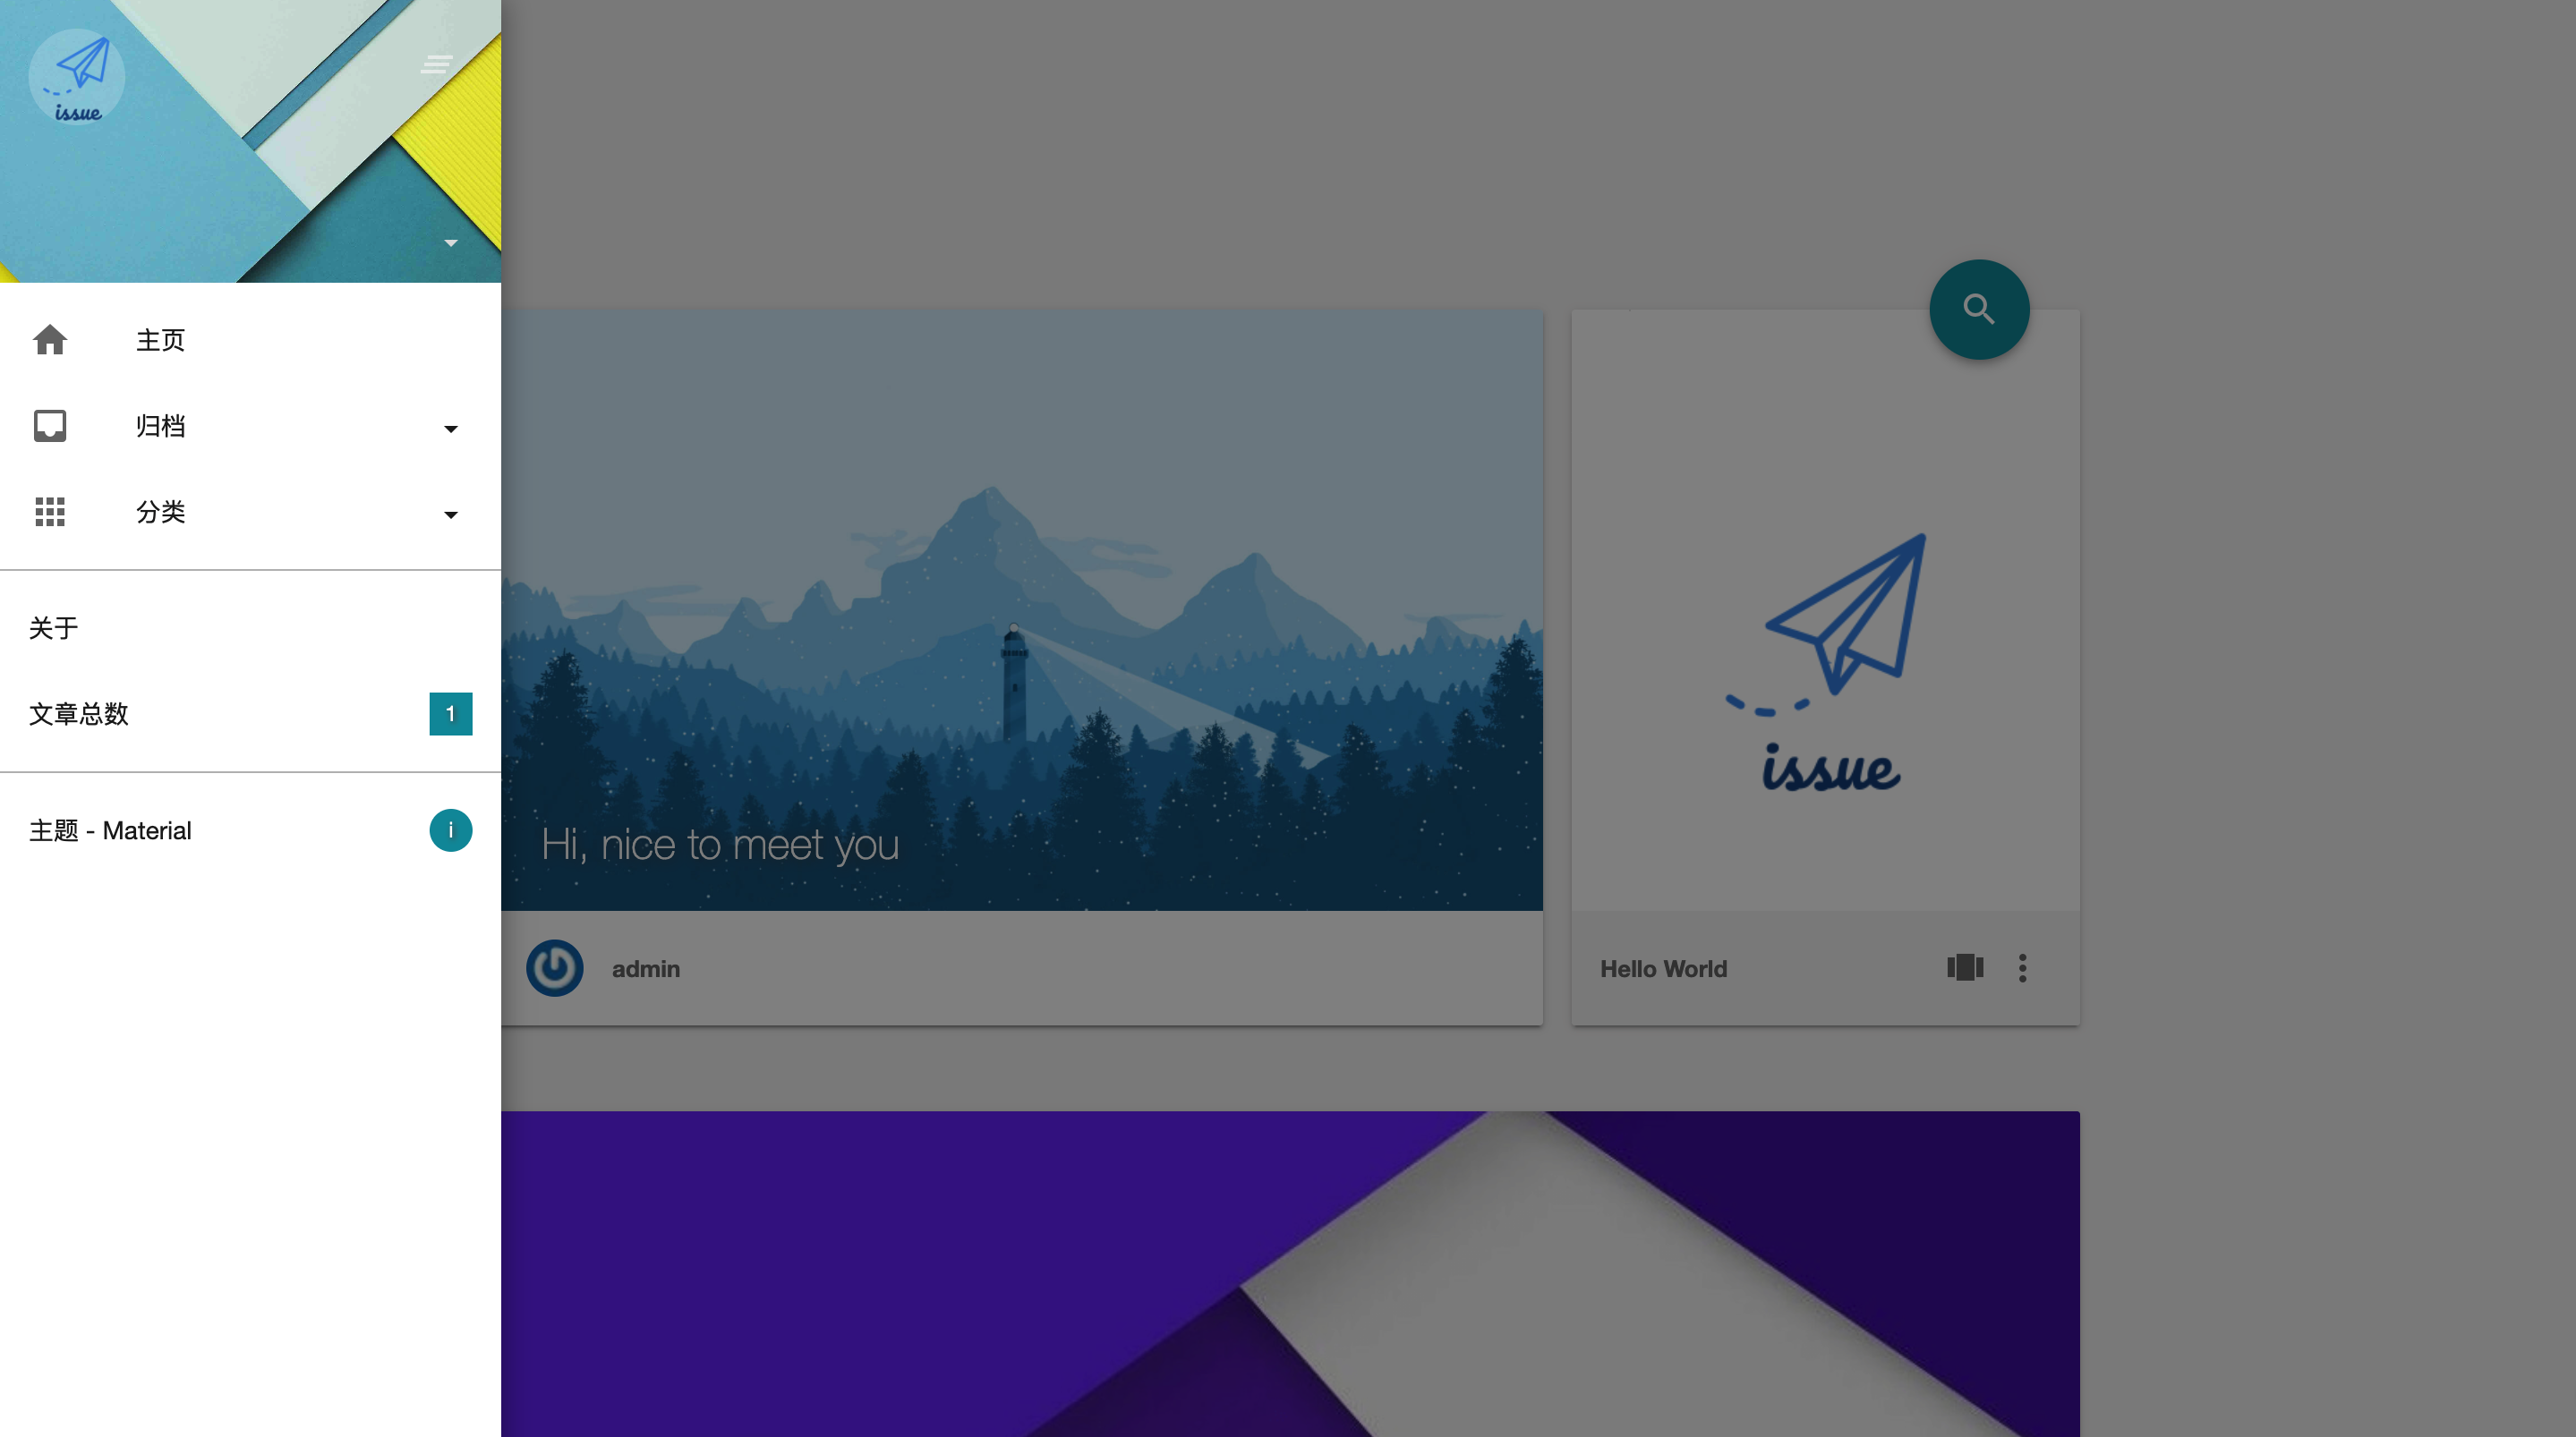 issue
主页
归档
分类
关于
文章总数 1
主题 - Material i
Hi, nice to meet you
admin
issue
Hello World